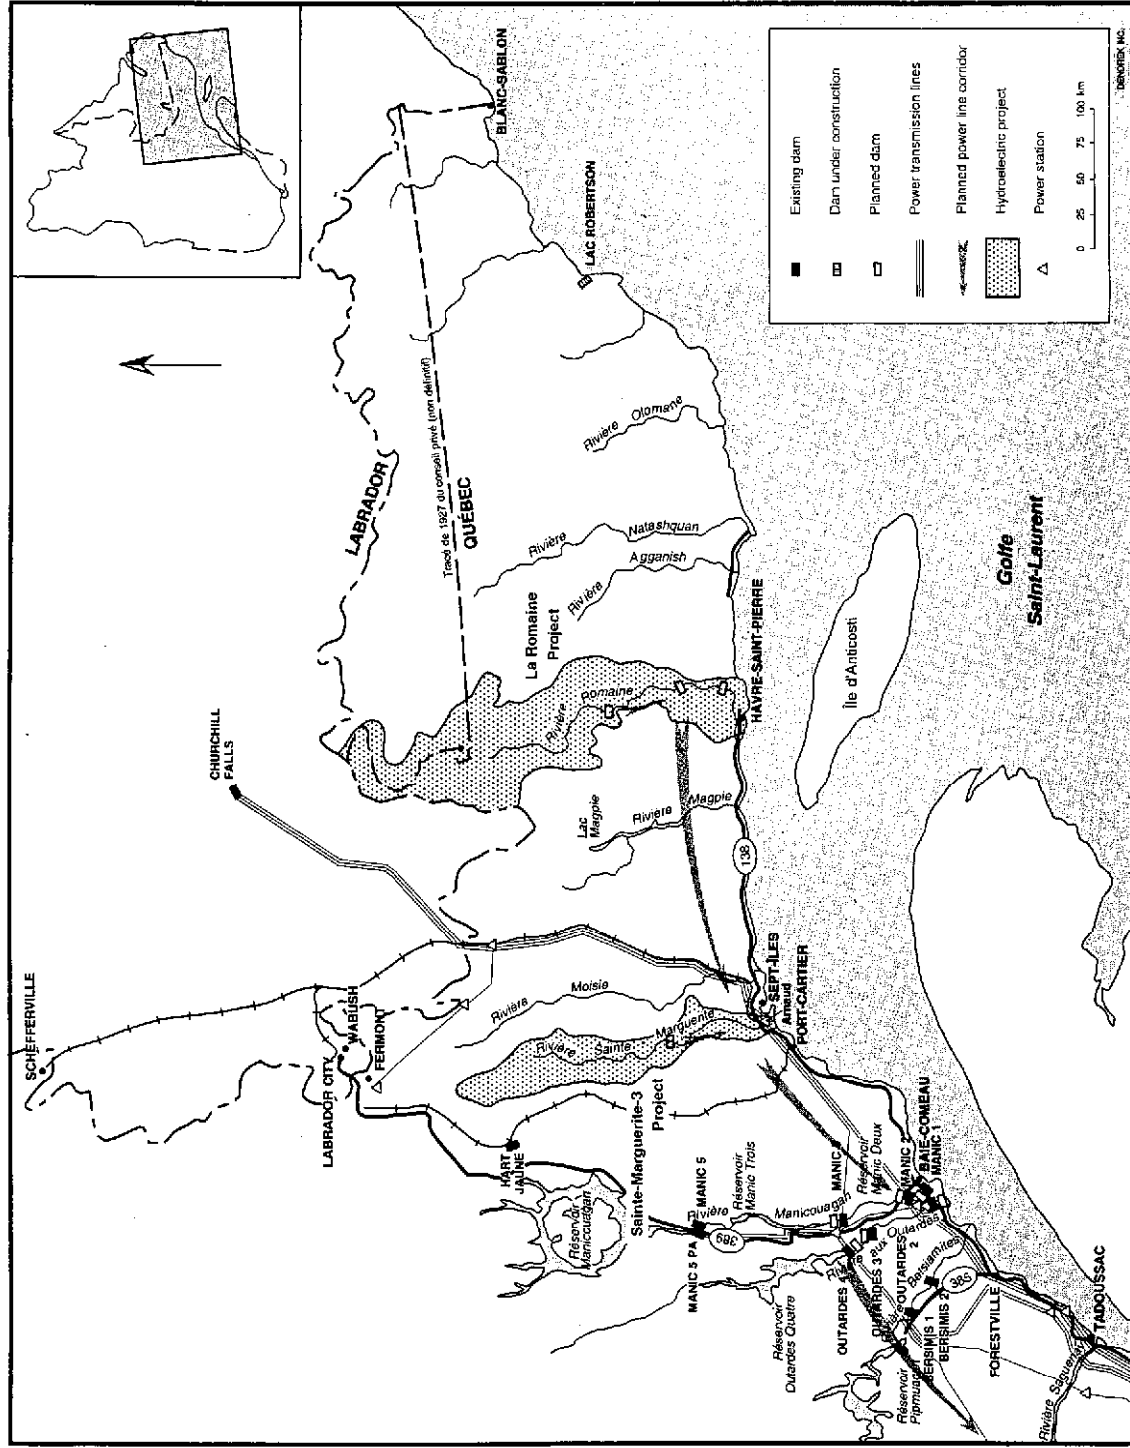 SCHEFFERVILLE
CHURCHILL
FALLS
LABRADOR CITY
WABUSH
FERMONT
HART
JAUNE
LABRADOR
Tracé de 1927 du conseil privé (non définitif)
QUÉBEC
BLANC-SABLON
LAC ROBERTSON
Rivière Olomane
Rivière Natashquan
Rivière Agganish
La Romaine
Project
Rivière Romaine
HAVRE-SAINT-PIERRE
Lac
Magpie
Rivière Magpie
138
Rivière Moisie
Rivière Sainte Marguerite
Sainte-Marguerite-3
Project
SEPT-ÎLES
Arnaud
PORT-CARTIER
Réservoir
Manicouagan
MANIC 5 PA
MANIC 5
389
Réservoir
Manic Trois
Rivière Manicouagan
MANIC
Réservoir
Manic Deux
MANIC 2
BAIE-COMEAU
MANIC 1
Réservoir
Outardes Quatre
OUTARDES 4
OUTARDES 3
OUTARDES
2
Rivière aux Outardes
Rivière Betsiamites
385
BERSIMIS 1
BERSIMIS 2
Réservoir
Pipmuacan
FORESTVILLE
Rivière Saguenay
TADOUSSAC
Île d'Anticosti
Golfe
Saint-Laurent
Existing dam
Dam under construction
Planned dam
Power transmission lines
Planned power line corridor
Hydroelectric project
Power station
0 25 50 75 100 km
DENDREK INC.